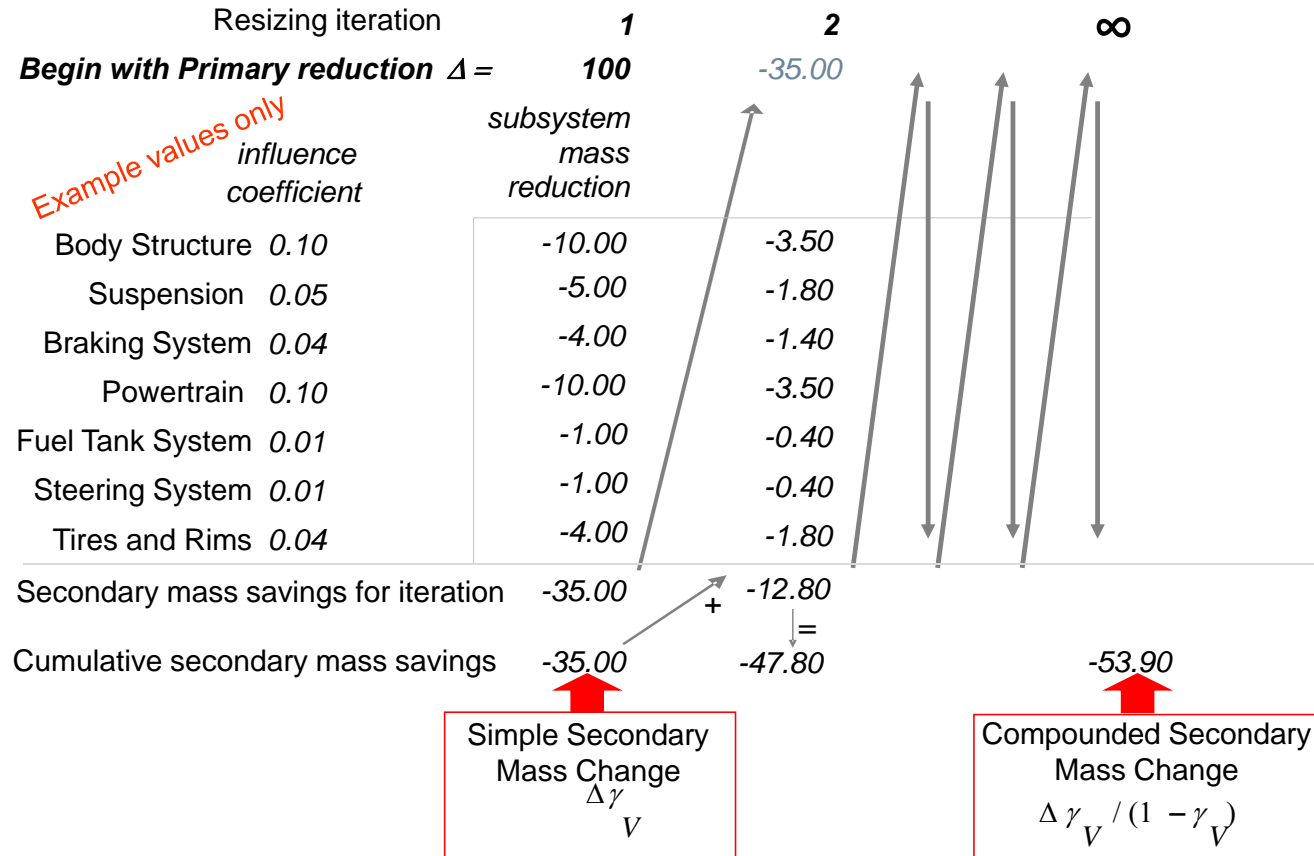 Resizing iteration 1 2 ∞
Begin with Primary reduction Δ = 100 -35.00
Example values only
influence
coefficient
subsystem
mass
reduction
Body Structure 0.10 -10.00 -3.50
Suspension 0.05 -5.00 -1.80
Braking System 0.04 -4.00 -1.40
Powertrain 0.10 -10.00 -3.50
Fuel Tank System 0.01 -1.00 -0.40
Steering System 0.01 -1.00 -0.40
Tires and Rims 0.04 -4.00 -1.80
Secondary mass savings for iteration -35.00 + -12.80
=
Cumulative secondary mass savings -35.00 -47.80 -53.90
Simple Secondary
Mass Change
Δ γ
V
Compounded Secondary
Mass Change
Δ γ V / (1 − γ V)